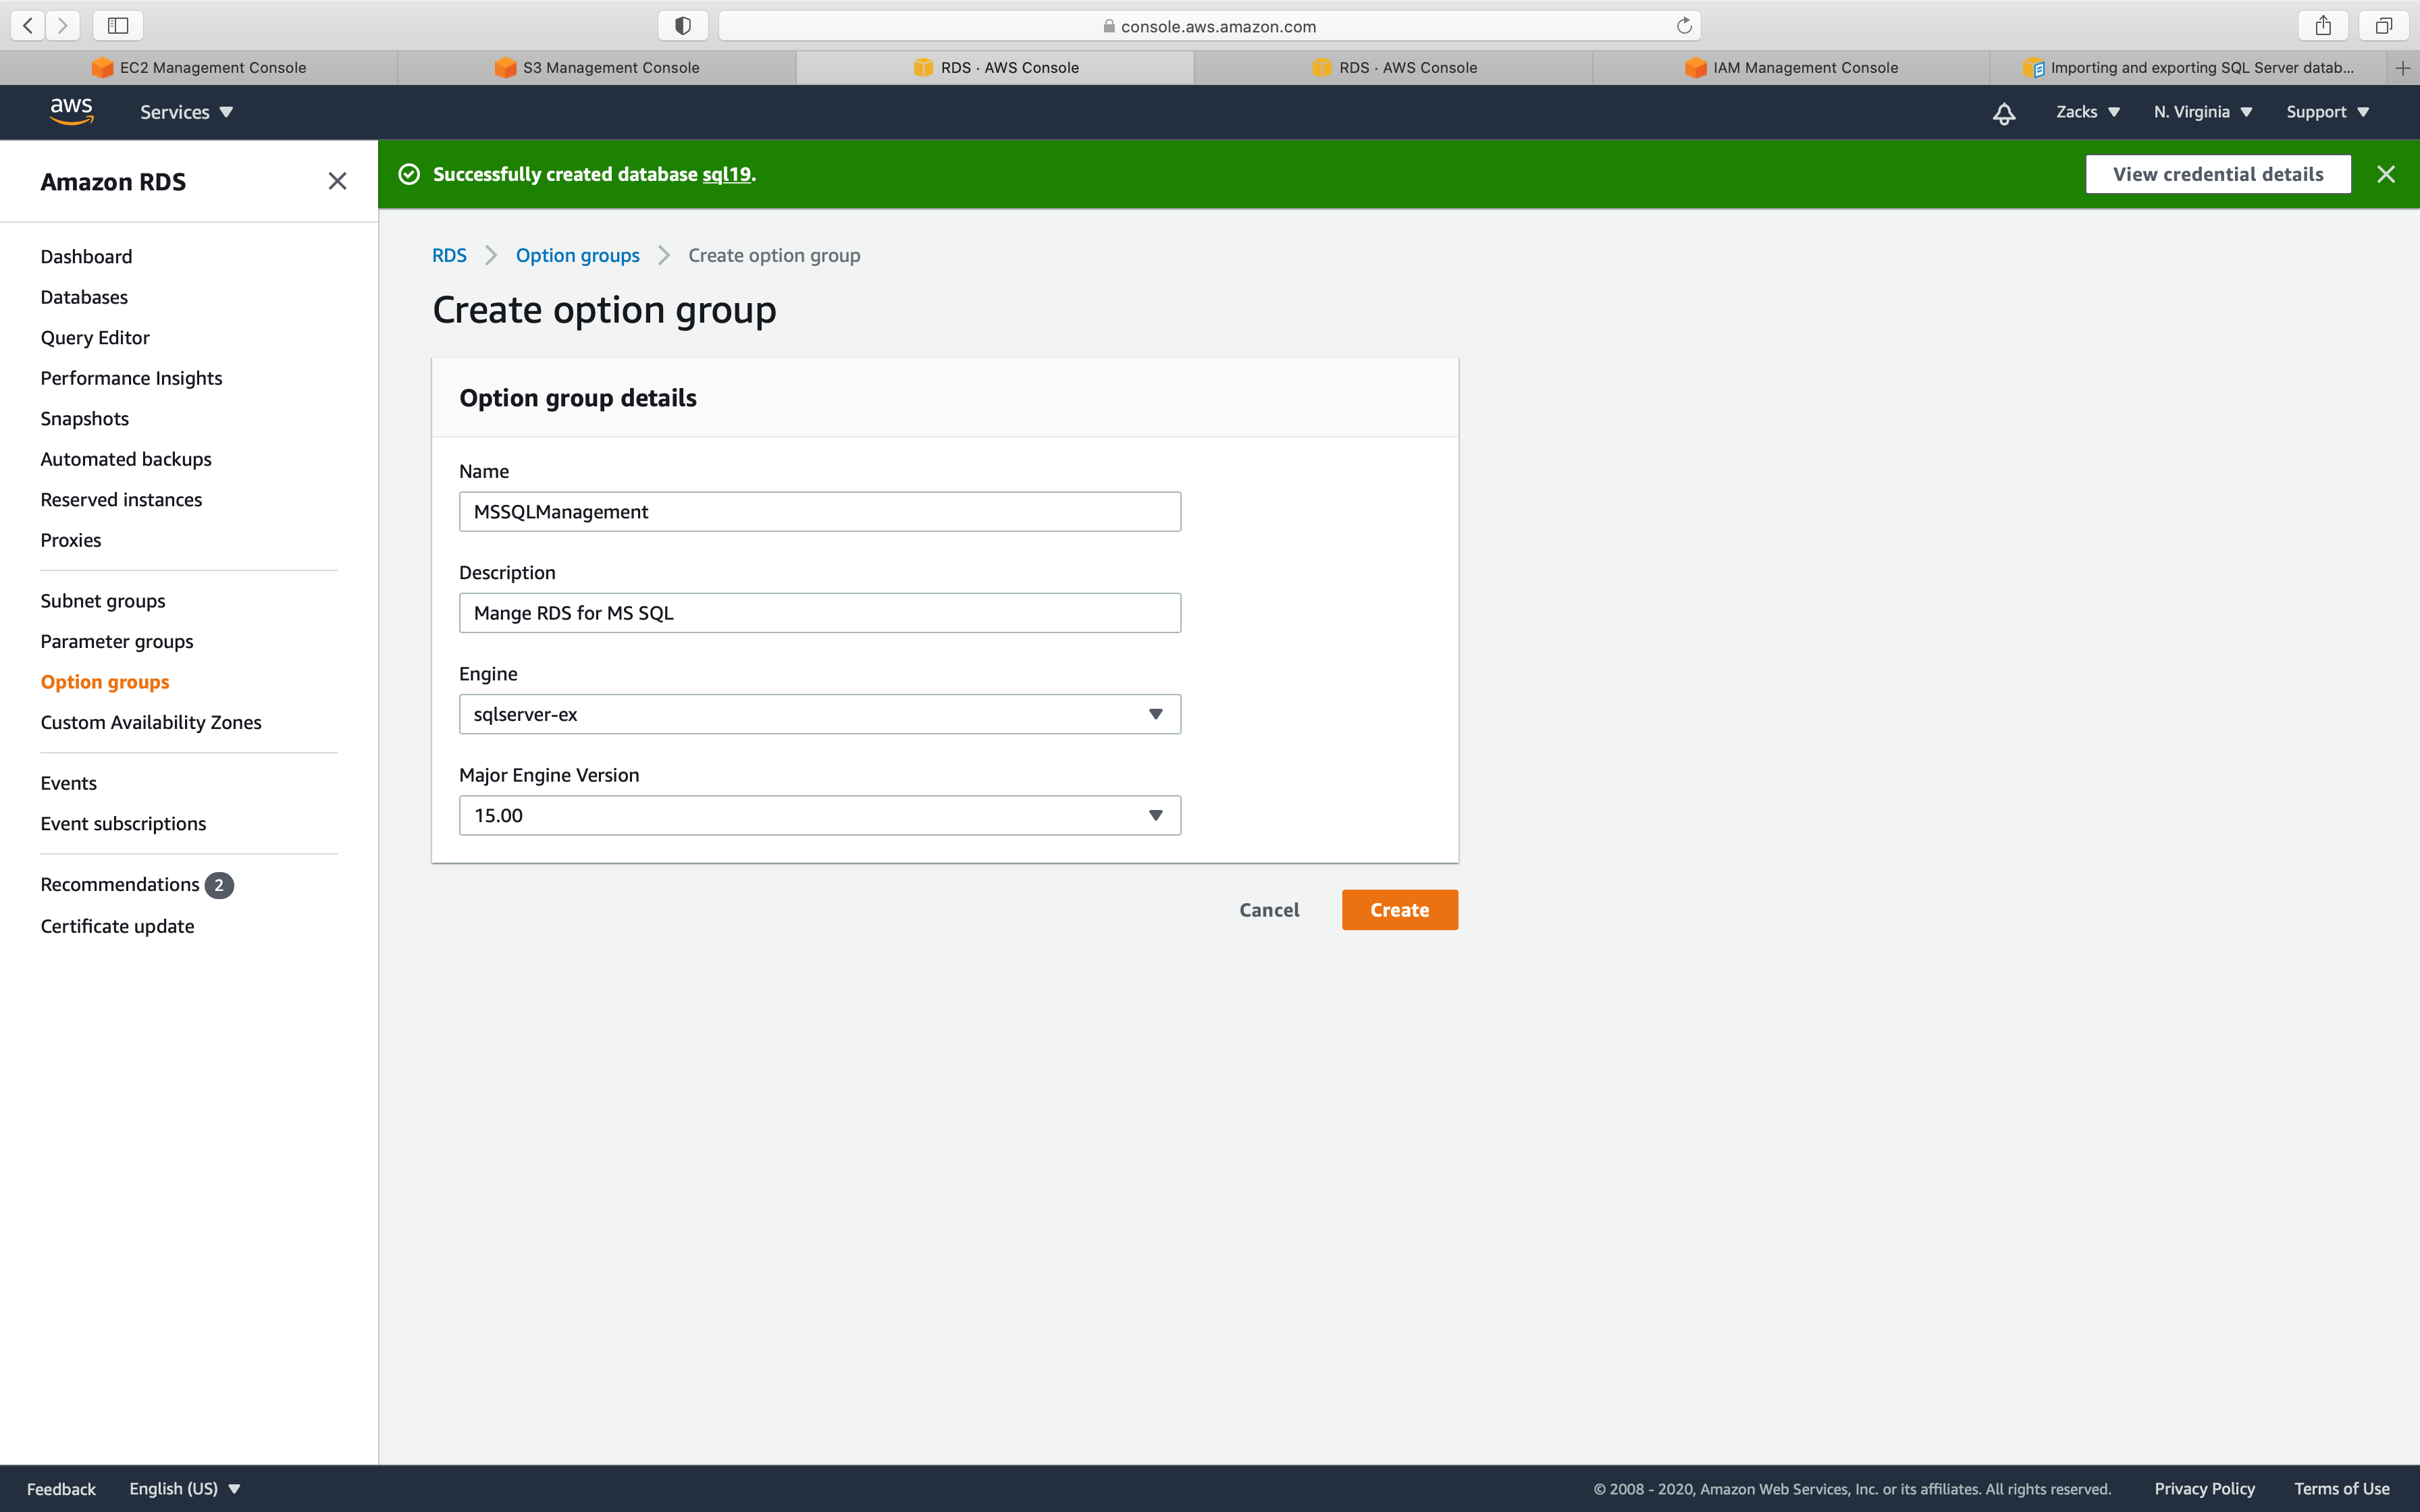 console.aws.amazon.com
EC2 Management Console
S3 Management Console
RDS · AWS Console
RDS · AWS Console
IAM Management Console
Importing and exporting SQL Server datab...
aws
Services
Zacks
N. Virginia
Support
Amazon RDS
Successfully created database sql19.
View credential details
Dashboard
Databases
Query Editor
Performance Insights
Snapshots
Automated backups
Reserved instances
Proxies
Subnet groups
Parameter groups
Option groups
Custom Availability Zones
Events
Event subscriptions
Recommendations 2
Certificate update
RDS
Option groups
Create option group
Create option group
Option group details
Name
MSSQLManagement
Description
Mange RDS for MS SQL
Engine
sqlserver-ex
Major Engine Version
15.00
Cancel
Create
Feedback
English (US)
© 2008 - 2020, Amazon Web Services, Inc. or its affiliates. All rights reserved.
Privacy Policy
Terms of Use